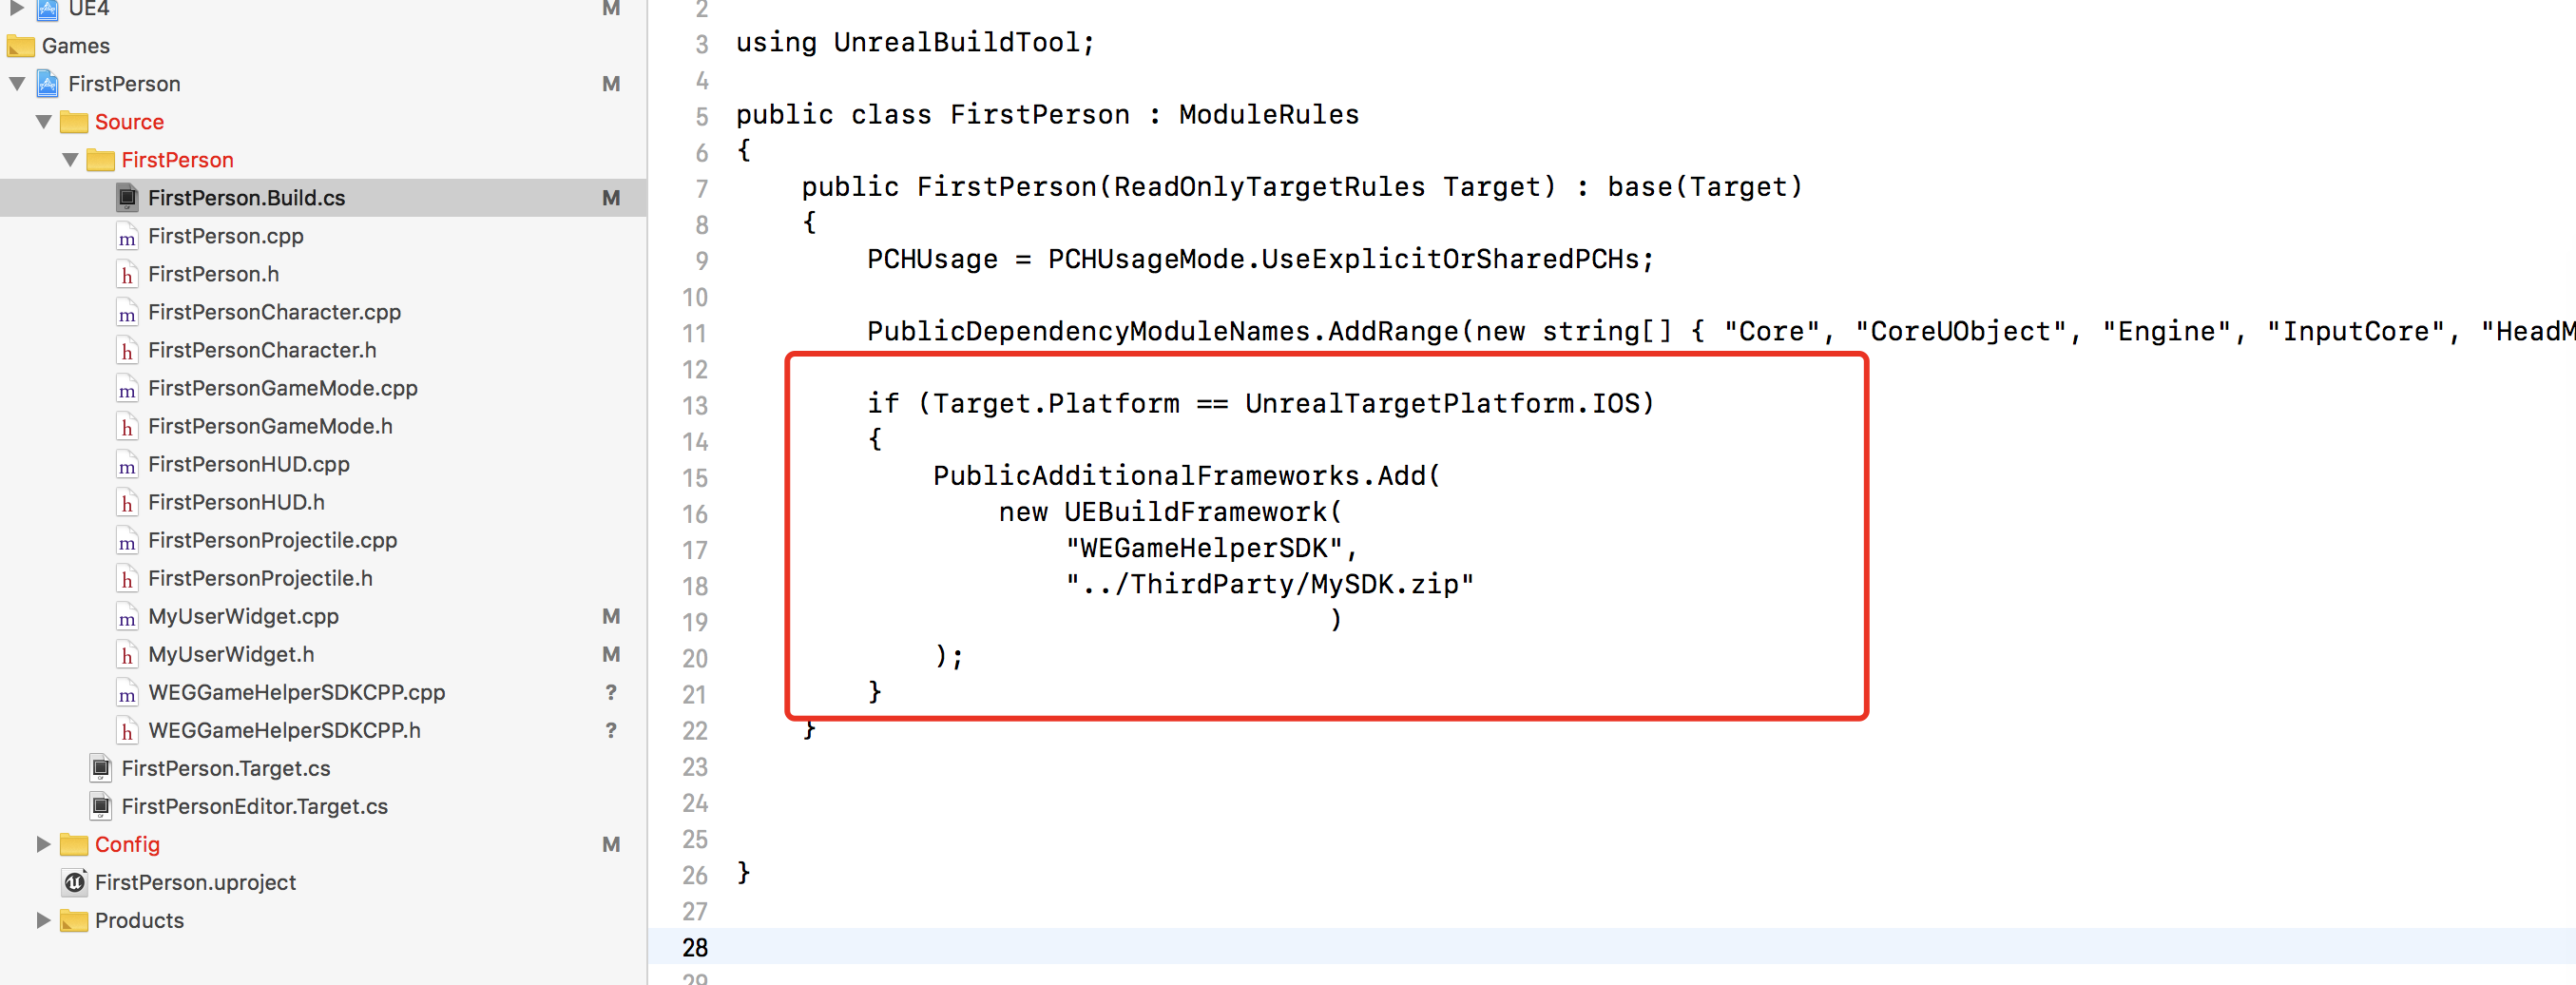 UE4 M
Games
FirstPerson M
Source
FirstPerson
FirstPerson.Build.cs M
FirstPerson.cpp
FirstPerson.h
FirstPersonCharacter.cpp
FirstPersonCharacter.h
FirstPersonGameMode.cpp
FirstPersonGameMode.h
FirstPersonHUD.cpp
FirstPersonHUD.h
FirstPersonProjectile.cpp
FirstPersonProjectile.h
MyUserWidget.cpp M
MyUserWidget.h M
WEGGameHelperSDKCPP.cpp ?
WEGGameHelperSDKCPP.h ?
FirstPerson.Target.cs
FirstPersonEditor.Target.cs
Config M
FirstPerson.uproject
Products
2
3 using UnrealBuildTool;
4
5 public class FirstPerson : ModuleRules
6 {
7 public FirstPerson(ReadOnlyTargetRules Target) : base(Target)
8 {
9 PCHUsage = PCHUsageMode.UseExplicitOrSharedPCHs;
10
11 PublicDependencyModuleNames.AddRange(new string[] { "Core", "CoreUObject", "Engine", "InputCore", "HeadM
12
13 if (Target.Platform == UnrealTargetPlatform.IOS)
14 {
15 PublicAdditionalFrameworks.Add(
16 new UEBuildFramework(
17 "WEGameHelperSDK",
18 "../ThirdParty/MySDK.zip"
19 )
20 );
21 }
22 }
23
24
25
26 }
27
28
29